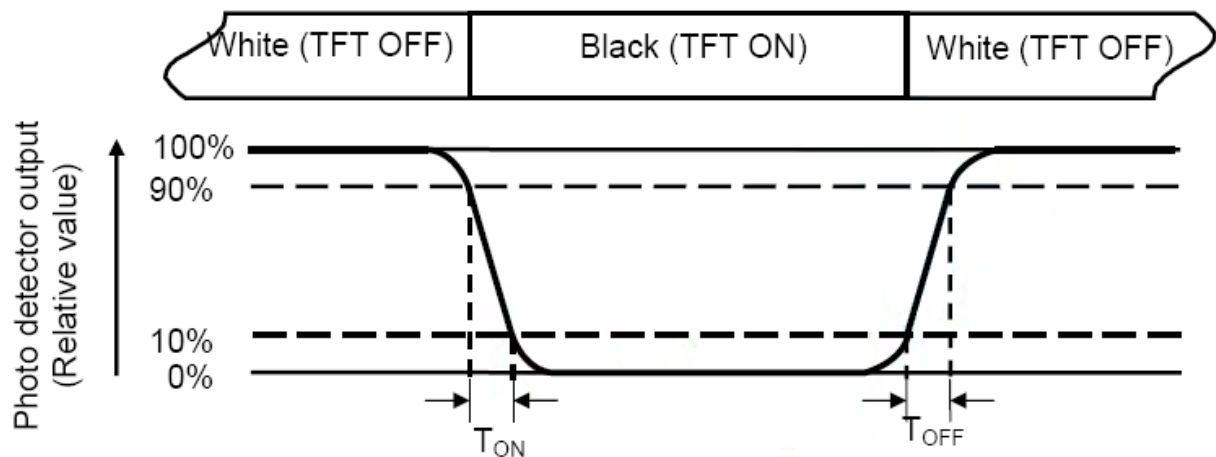 White (TFT OFF)
Black (TFT ON)
White (TFT OFF)
Photo detector output
(Relative value)
100%
90%
10%
0%
TON
TOFF